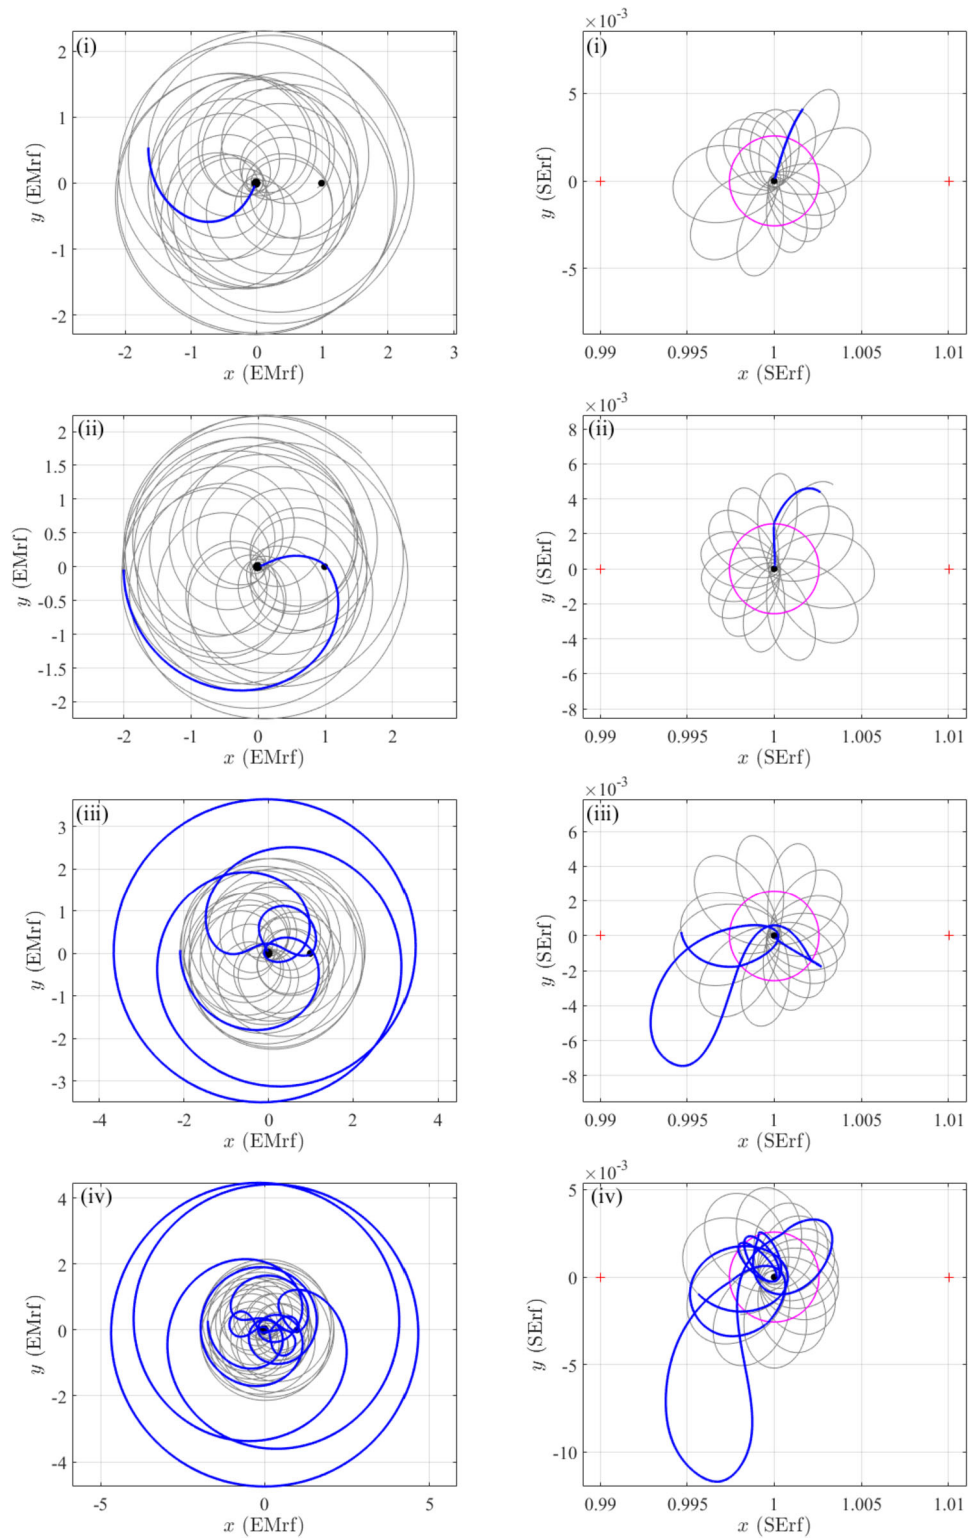 ×10⁻³
(i)
(i)
2
1
0
-1
-2
y (EMrf)
-2 -1 0 1 2 3
x (EMrf)
5
0
-5
y (SErf)
0.99 0.995 1 1.005 1.01
x (SErf)
×10⁻³
(ii)
(ii)
2
1.5
1
0.5
0
-0.5
-1
-1.5
-2
y (EMrf)
-2 -1 0 1 2
x (EMrf)
8
6
4
2
0
-2
-4
-6
-8
y (SErf)
0.99 0.995 1 1.005 1.01
x (SErf)
×10⁻³
(iii)
(iii)
3
2
1
0
-1
-2
-3
y (EMrf)
-4 -2 0 2 4
x (EMrf)
6
4
2
0
-2
-4
-6
-8
y (SErf)
0.99 0.995 1 1.005 1.01
x (SErf)
×10⁻³
(iv)
(iv)
4
2
0
-2
-4
y (EMrf)
-5 0 5
x (EMrf)
5
0
-5
-10
y (SErf)
0.99 0.995 1 1.005 1.01
x (SErf)